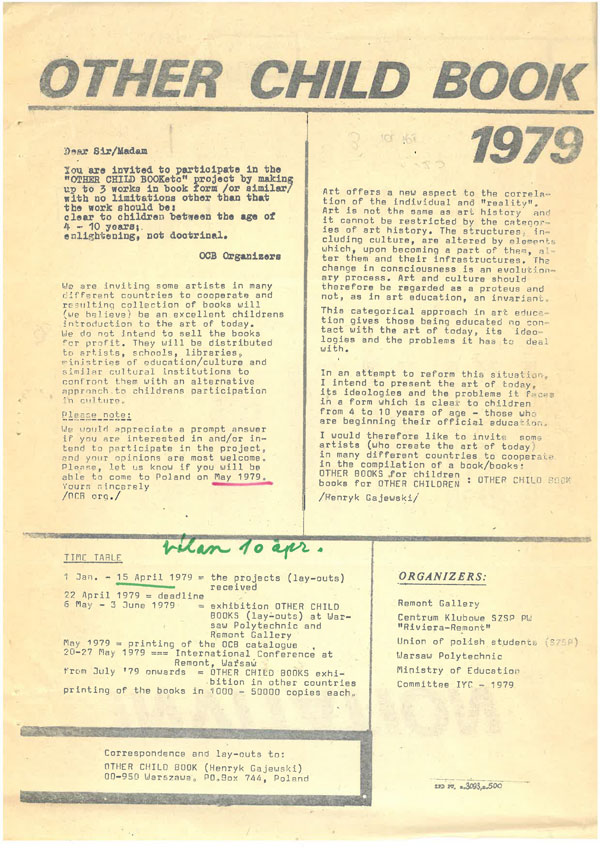 OTHER CHILD BOOK
1979
Dear Sir/Madam
You are invited to participate in the
"OTHER CHILD BOOKetc" project by making
up to 3 works in book form /or similar/
with no limitations other than that
the work should be:
clear to children between the age of
4 - 10 years;
enlightening, not doctrinal.
OCB Organizers
We are inviting some artists in many
different countries to cooperate and
resulting collection of books will
(we believe) be an excellent childrens
introduction to the art of today.
We do not intend to sell the books
for profit. They will be distributed
to artists, schools, libraries,
ministries of education/culture and
similar cultural institutions to
confront them with an alternative
approach to childrens participation
in culture.
Please note:
We would appreciate a prompt answer
if you are interested in and/or in-
tend to participate in the project,
and your opinions are most welcome.
Please, let us know if you will be
able to come to Poland on May 1979.
Yours sincerely
/OCB org./
Art offers a new aspect to the correla-
tion of the individual and "reality".
Art is not the same as art history and
it cannot be restricted by the categor-
ies of art history. The structures, in-
cluding culture, are altered by elements
which, upon becoming a part of them, al-
ter them and their infrastructures. The
change in consciousness is an evolution-
ary process. Art and culture should
therefore be regarded as a proteus and
not, as in art education, an invariant.
This categorical approach in art educa-
tion gives those being educated no con-
tact with the art of today, its ideo-
logies and the problems it has to deal
with.
In an attempt to reform this situation,
I intend to present the art of today,
its ideologies and the problems it faces
in a form which is clear to children
from 4 to 10 years of age - those who
are beginning their official education.
I would therefore like to invite some
artists (who create the art of today)
in many different countries to cooperate
in the compilation of a book/books:
OTHER BOOKS for children
books for OTHER CHILDREN : OTHER CHILD BOOK
/Henryk Gajewski/
10 ápr.
TIME TABLE
1 Jan. - 15 April 1979 = the projects (lay-outs)
received
22 April 1979 = deadline
6 May - 3 June 1979 = exhibition OTHER CHILD
BOOKS (lay-outs) at War-
saw Polytechnic and
Remont Gallery
May 1979 = printing of the OCB catalogue
20-27 May 1979 === International Conference at
Remont, Warsaw
from July '79 onwards = OTHER CHILD BOOKS exhi-
bition in other countries
printing of the books in 1000 - 50000 copies each.
ORGANIZERS:
Remont Gallery
Centrum Klubowe SZSP PW
"Riviera-Remont"
Union of polish students (SZSP)
Warsaw Polytechnic
Ministry of Education
Committee IYC - 1979
Correspondence and lay-outs to:
OTHER CHILD BOOK (Henryk Gajewski)
00-950 Warszawa, PO.Box 744, Poland